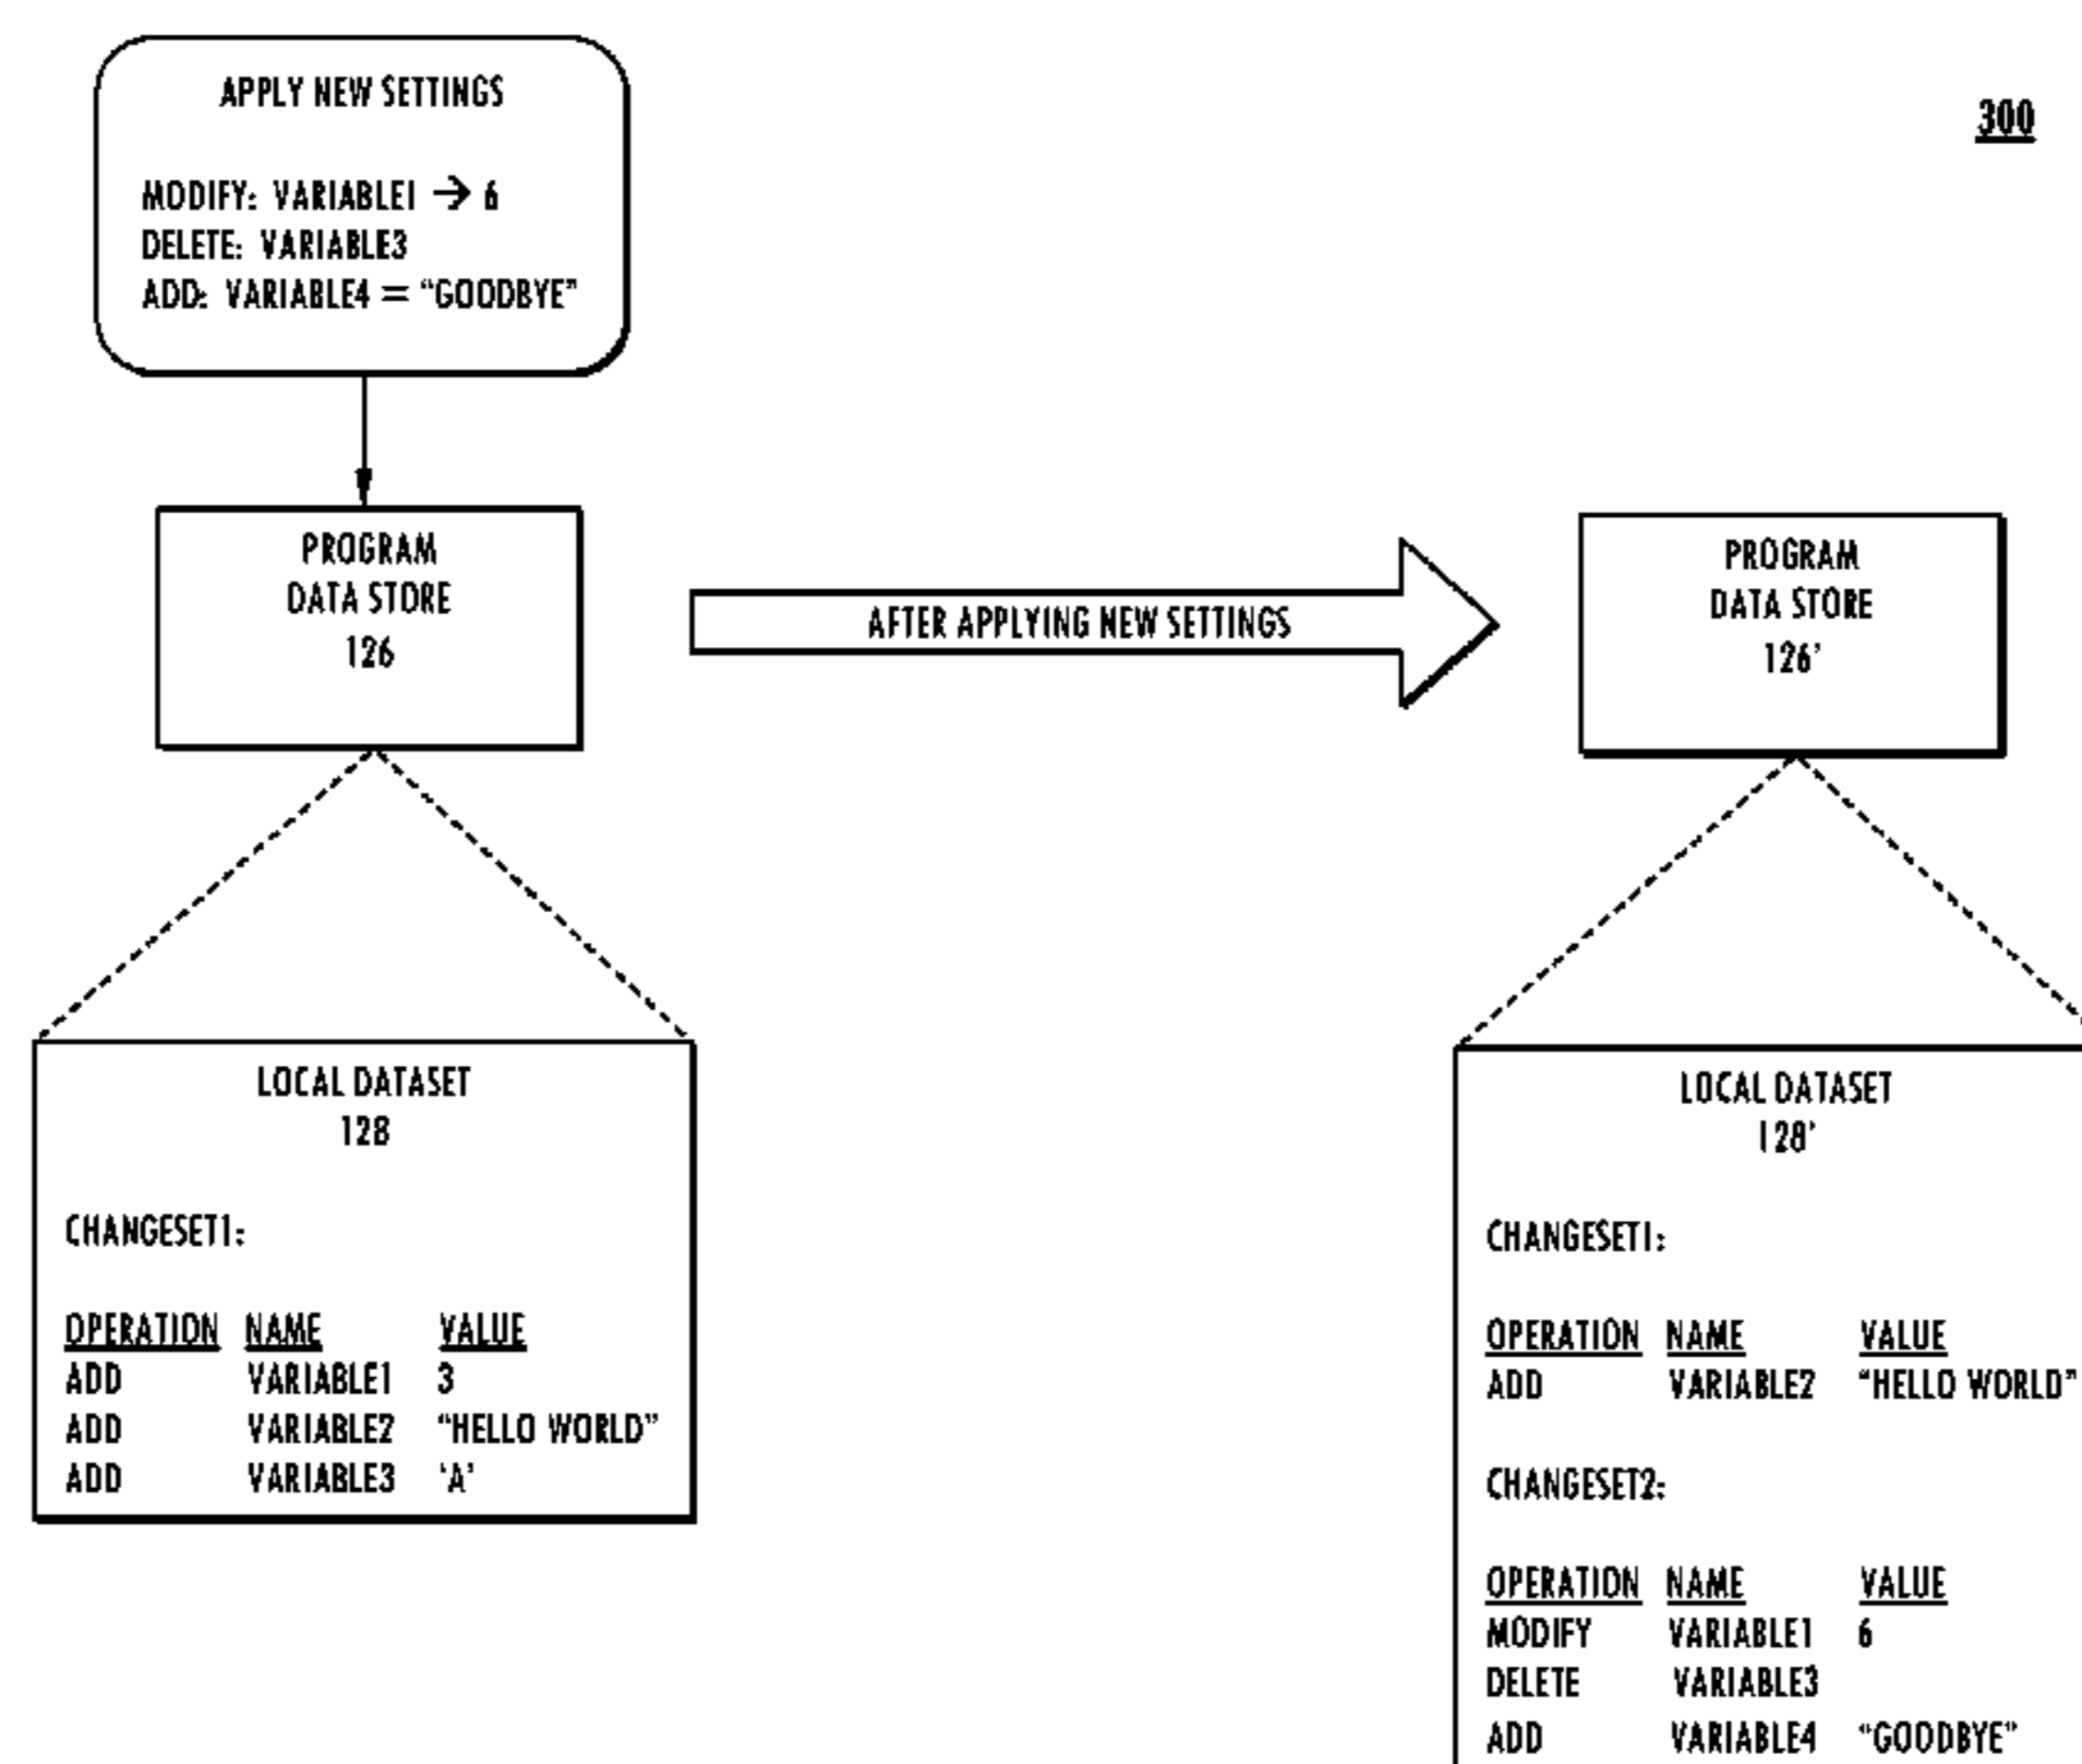 APPLY NEW SETTINGS
MODIFY: VARIABLE1 → 6
DELETE: VARIABLE3
ADD: VARIABLE4 = “GOODBYE”
300
PROGRAM
DATA STORE
126
AFTER APPLYING NEW SETTINGS
PROGRAM
DATA STORE
126’
LOCAL DATASET
128
CHANGESET1:
OPERATION NAME VALUE
ADD VARIABLE1 3
ADD VARIABLE2 “HELLO WORLD”
ADD VARIABLE3 ‘A’
LOCAL DATASET
128’
CHANGESET1:
OPERATION NAME VALUE
ADD VARIABLE2 “HELLO WORLD”
CHANGESET2:
OPERATION NAME VALUE
MODIFY VARIABLE1 6
DELETE VARIABLE3
ADD VARIABLE4 “GOODBYE”